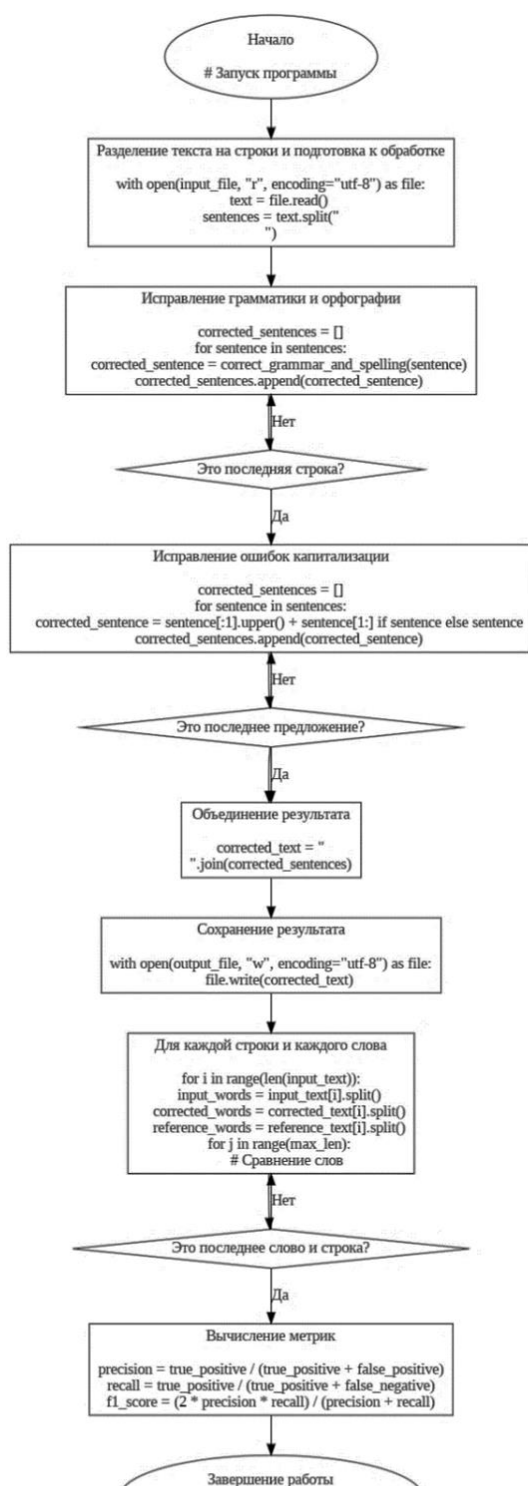 Начало
# Запуск программы
Разделение текста на строки и подготовка к обработке
with open(input_file, "r", encoding="utf-8") as file:
text = file.read()
sentences = text.split("
")
Исправление грамматики и орфографии
corrected_sentences = []
for sentence in sentences:
corrected_sentence = correct_grammar_and_spelling(sentence)
corrected_sentences.append(corrected_sentence)
Нет
Это последняя строка?
Да
Исправление ошибок капитализации
corrected_sentences = []
for sentence in sentences:
corrected_sentence = sentence[:1].upper() + sentence[1:] if sentence else sentence
corrected_sentences.append(corrected_sentence)
Нет
Это последнее предложение?
Да
Объединение результата
corrected_text = "
".join(corrected_sentences)
Сохранение результата
with open(output_file, "w", encoding="utf-8") as file:
file.write(corrected_text)
Для каждой строки и каждого слова
for i in range(len(input_text)):
input_words = input_text[i].split()
corrected_words = corrected_text[i].split()
reference_words = reference_text[i].split()
for j in range(max_len):
# Сравнение слов
Нет
Это последнее слово и строка?
Да
Вычисление метрик
precision = true_positive / (true_positive + false_positive)
recall = true_positive / (true_positive + false_negative)
f1_score = (2 * precision * recall) / (precision + recall)
Завершение работы